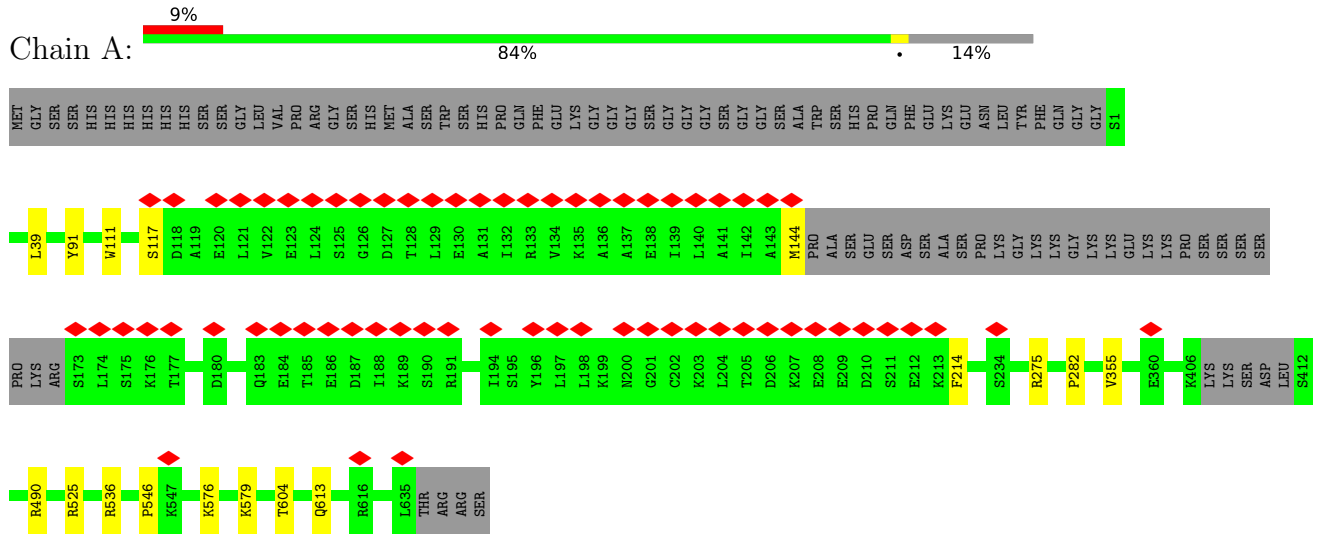 9%
Chain A:
84% • 14%
MET GLY SER SER HIS HIS HIS HIS HIS HIS SER SER GLY LEU VAL PRO ARG GLY SER HIS MET ALA SER TRP SER HIS PRO GLN PHE GLU LYS GLY GLY GLY SER GLY GLY GLY SER GLY GLY SER ALA TRP SER HIS PRO GLN PHE GLU LYS GLU ASN LEU TYR PHE GLN GLY GLY S1
L39 Y91 W111 S117 D118 A119 E120 L121 V122 E123 L124 S125 G126 D127 T128 L129 E130 A131 I132 R133 V134 K135 A136 A137 E138 I139 L140 A141 I142 A143 M144 PRO ALA SER GLU SER ASP SER ALA SER PRO LYS GLY LYS LYS GLY LYS LYS GLU LYS LYS PRO SER SER SER SER
PRO LYS ARG S173 L174 S175 K176 T177 D180 Q183 E184 T185 E186 D187 I188 K189 S190 R191 I194 S195 Y196 L197 L198 K199 N200 G201 C202 K203 L204 T205 D206 K207 E208 E209 D210 S211 E212 K213 F214 S234 R275 P282 V355 E360 K406 LYS LYS SER ASP LEU S412
R490 R525 R536 P546 K547 K576 K579 T604 Q613 R616 L635 THR ARG ARG SER